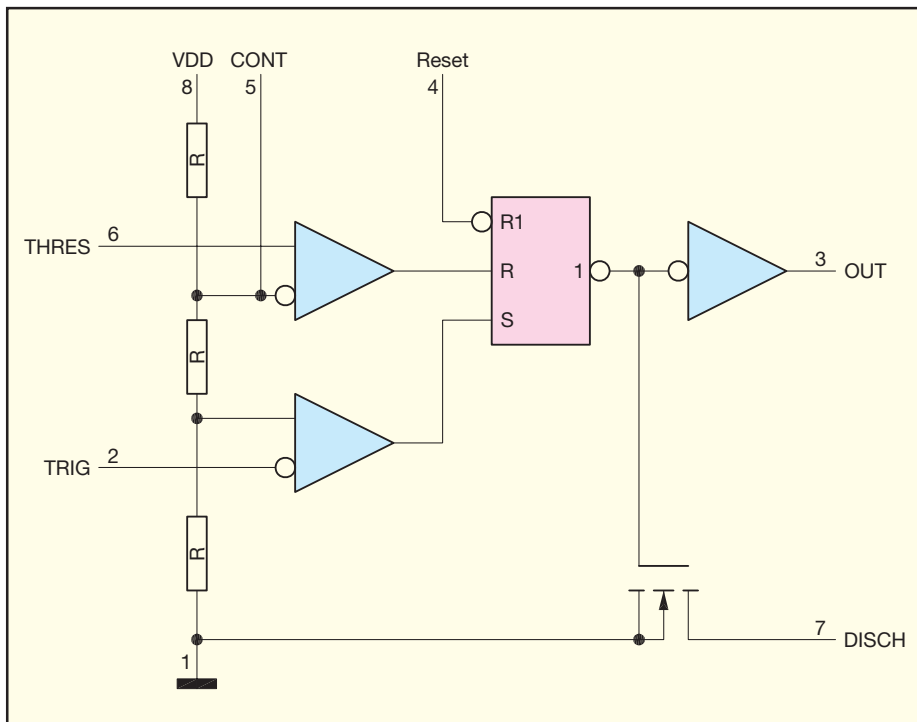 VDD CONT Reset
8 5 4
R
R1
THRES 6
R 1 3 OUT
S
R
TRIG 2
R
7 DISCH
1